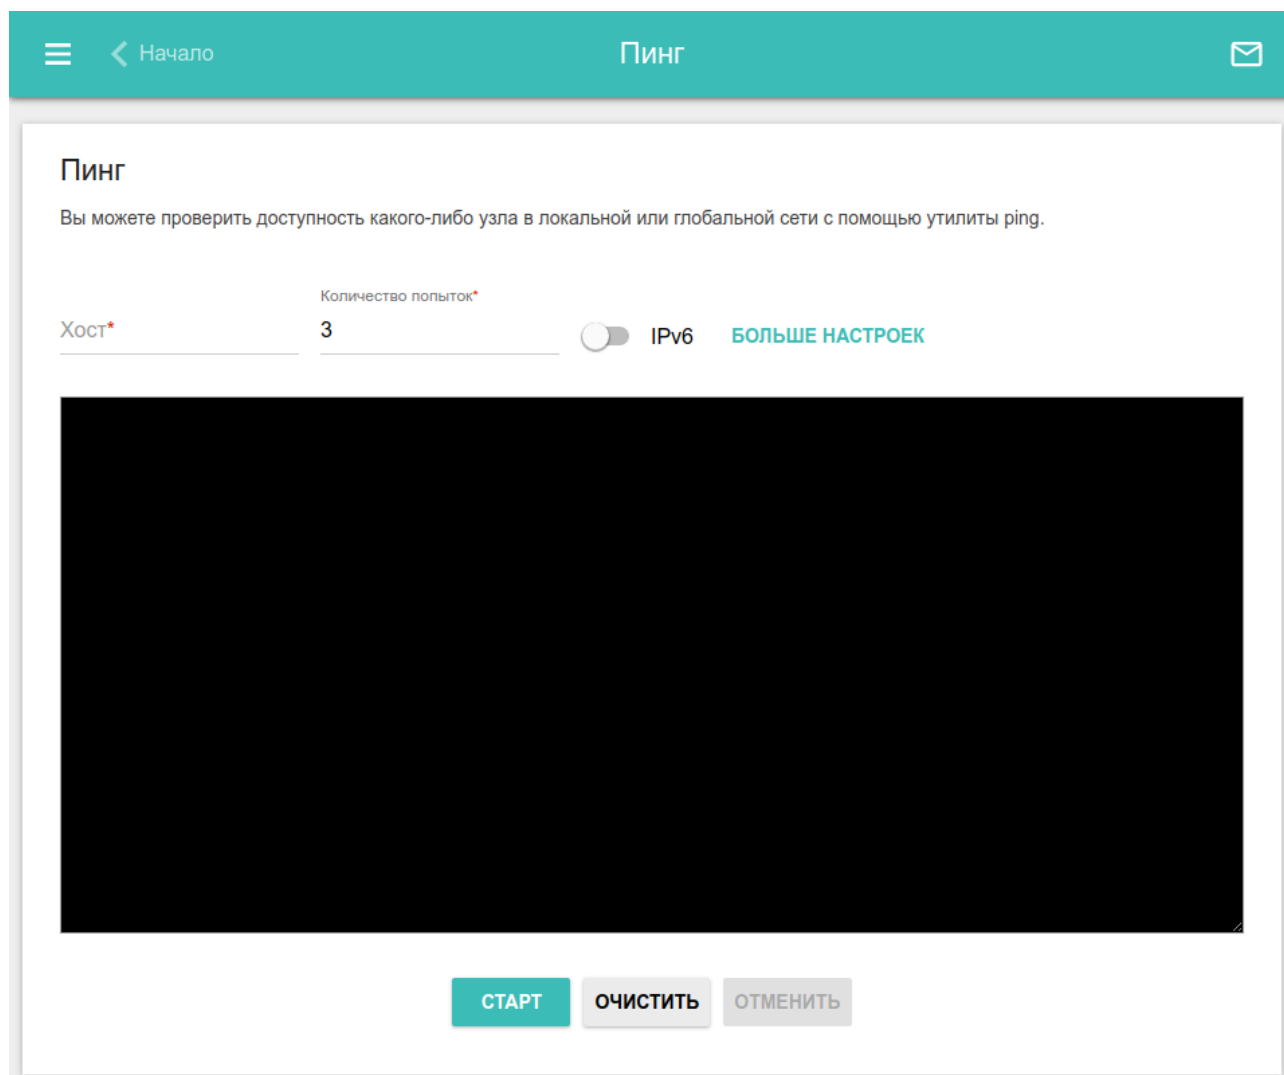 Начало
Пинг
Пинг
Вы можете проверить доступность какого-либо узла в локальной или глобальной сети с помощью утилиты ping.
Количество попыток*
Хост* 3 IPv6 БОЛЬШЕ НАСТРОЕК
СТАРТ ОЧИСТИТЬ ОТМЕНИТЬ